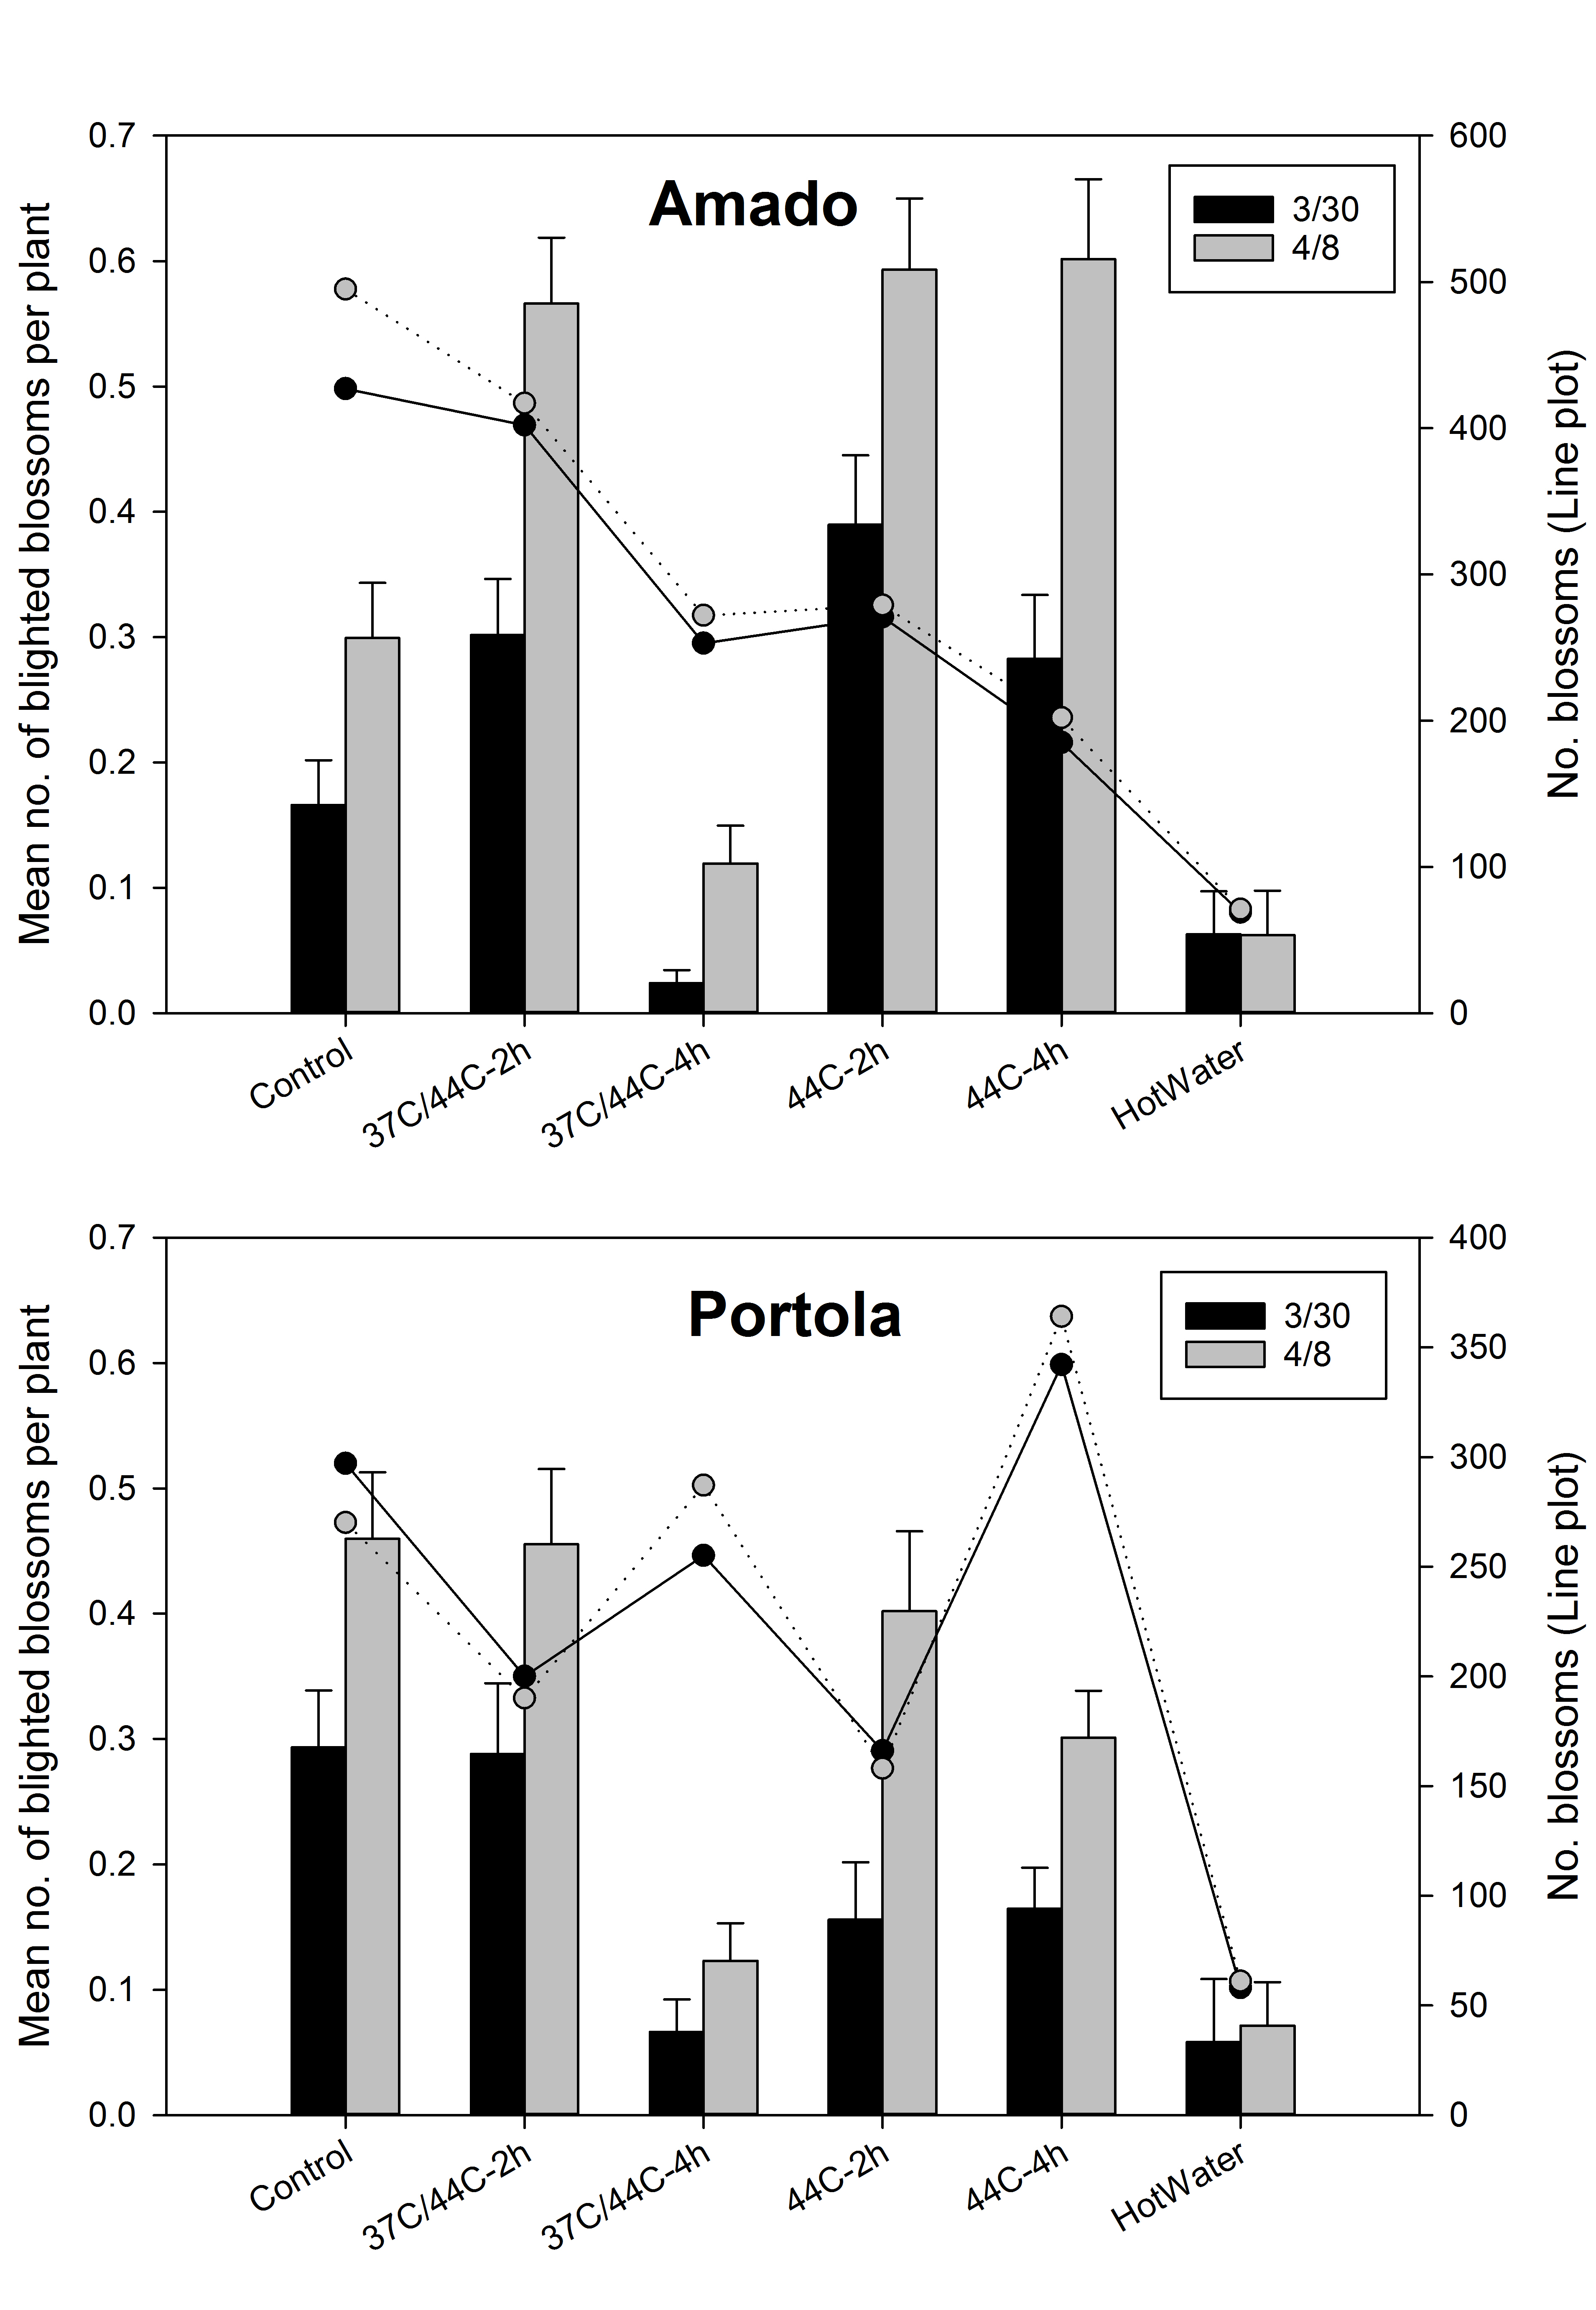 Amado
3/30
4/8
Mean no. of blighted blossoms per plant
0.7
0.6
0.5
0.4
0.3
0.2
0.1
0.0
No. blossoms (Line plot)
600
500
400
300
200
100
0
Control
37C/44C-2h
37C/44C-4h
44C-2h
44C-4h
HotWater
Portola
3/30
4/8
Mean no. of blighted blossoms per plant
0.7
0.6
0.5
0.4
0.3
0.2
0.1
0.0
No. blossoms (Line plot)
400
350
300
250
200
150
100
50
0
Control
37C/44C-2h
37C/44C-4h
44C-2h
44C-4h
HotWater